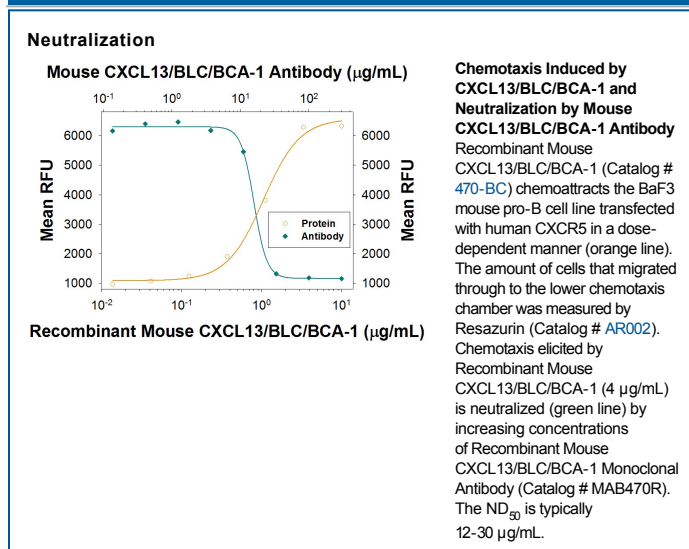 Neutralization
Mouse CXCL13/BLC/BCA-1 Antibody (μg/mL)
10⁻¹ 10⁰ 10¹ 10²
6000 6000
5000 5000
4000 4000
3000 3000
2000 2000
1000 1000
Mean RFU
Mean RFU
Protein
Antibody
10⁻² 10⁻¹ 10⁰ 10¹
Recombinant Mouse CXCL13/BLC/BCA-1 (μg/mL)
Chemotaxis Induced by
CXCL13/BLC/BCA-1 and
Neutralization by Mouse
CXCL13/BLC/BCA-1 Antibody
Recombinant Mouse
CXCL13/BLC/BCA-1 (Catalog #
470-BC) chemoattracts the BaF3
mouse pro-B cell line transfected
with human CXCR5 in a dose-
dependent manner (orange line).
The amount of cells that migrated
through to the lower chemotaxis
chamber was measured by
Resazurin (Catalog # AR002).
Chemotaxis elicited by
Recombinant Mouse
CXCL13/BLC/BCA-1 (4 μg/mL)
is neutralized (green line) by
increasing concentrations
of Recombinant Mouse
CXCL13/BLC/BCA-1 Monoclonal
Antibody (Catalog # MAB470R).
The ND₅₀ is typically
12-30 μg/mL.